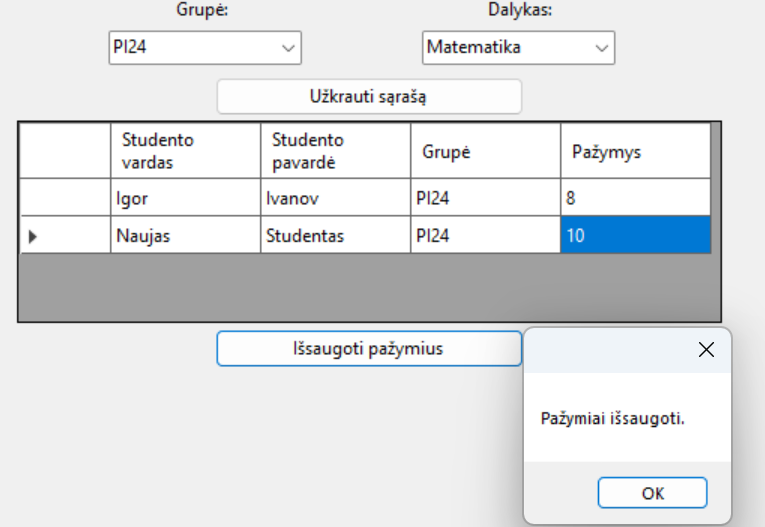 Grupė: Dalykas:
PI24 Matematika
Užkrauti sąrašą
Studento vardas Studento pavardė Grupė Pažymys
Igor Ivanov PI24 8
Naujas Studentas PI24 10
Išsaugoti pažymius
Pažymiai išsaugoti.
OK